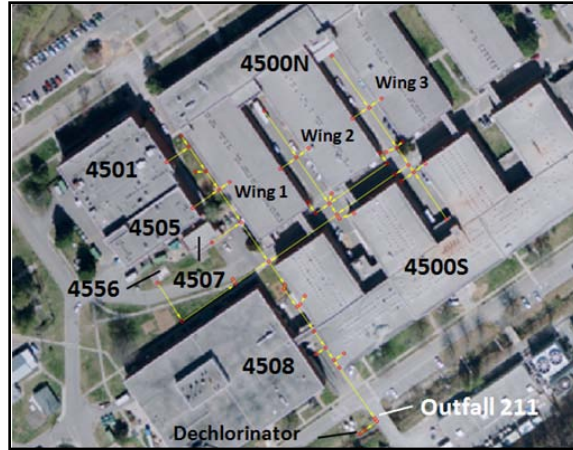 4500N
Wing 3
Wing 2
4501
Wing 1
4505
4500S
4556
4507
4508
Outfall 211
Dechlorinator